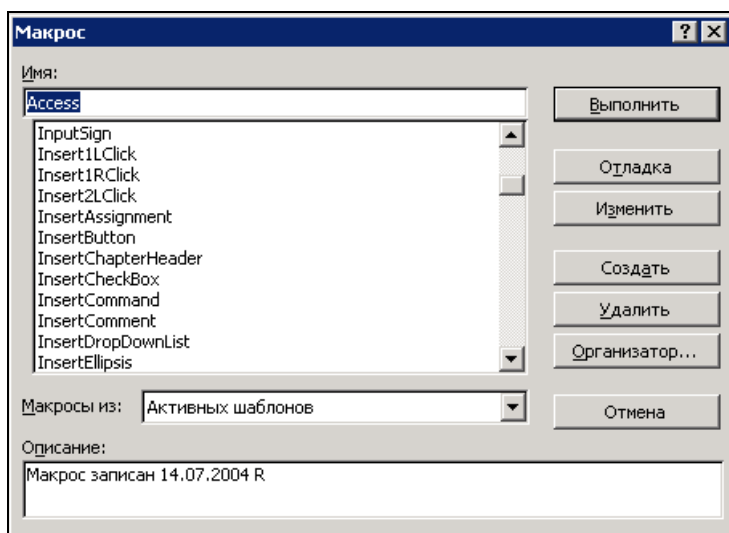 Макрос
Имя:
Access
InputSign
Insert1LClick
Insert1RClick
Insert2LClick
InsertAssignment
InsertButton
InsertChapterHeader
InsertCheckBox
InsertCommand
InsertComment
InsertDropDownList
InsertEllipsis
Выполнить
Отладка
Изменить
Создать
Удалить
Организатор...
Макросы из:
Активных шаблонов
Отмена
Описание:
Макрос записан 14.07.2004 R